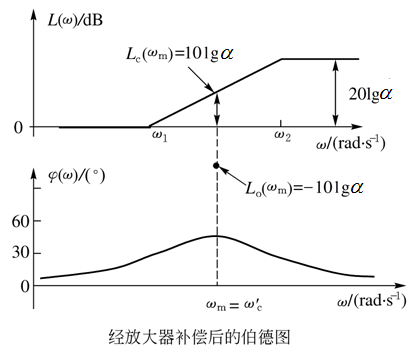 L(ω)/dB
L_c(ω_m)=10lgα
20lgα
0
ω_1
ω_2
ω/(rad·s⁻¹)
φ(ω)/(°)
L_o(ω_m)=−10lgα
60
30
0
ω_m = ω'_c
ω/(rad·s⁻¹)
经放大器补偿后的伯德图